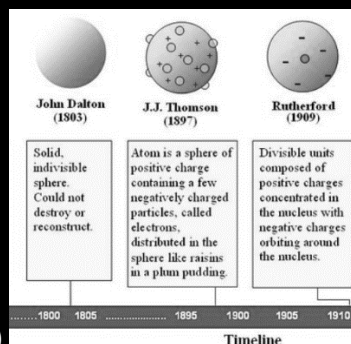 John Dalton
(1803)
J.J. Thomson
(1897)
Rutherford
(1909)
Solid,
indivisible
sphere.
Could not
destroy or
reconstruct.
Atom is a sphere of
positive charge
containing a few
negatively charged
particles, called
electrons,
distributed in the
sphere like raisins
in a plum pudding.
Divisible units
composed of
positive charges
concentrated in
the nucleus with
negative charges
orbiting around
the nucleus.
........ 1800 1805 ...................... 1895 1900 1905 1910
Timeline